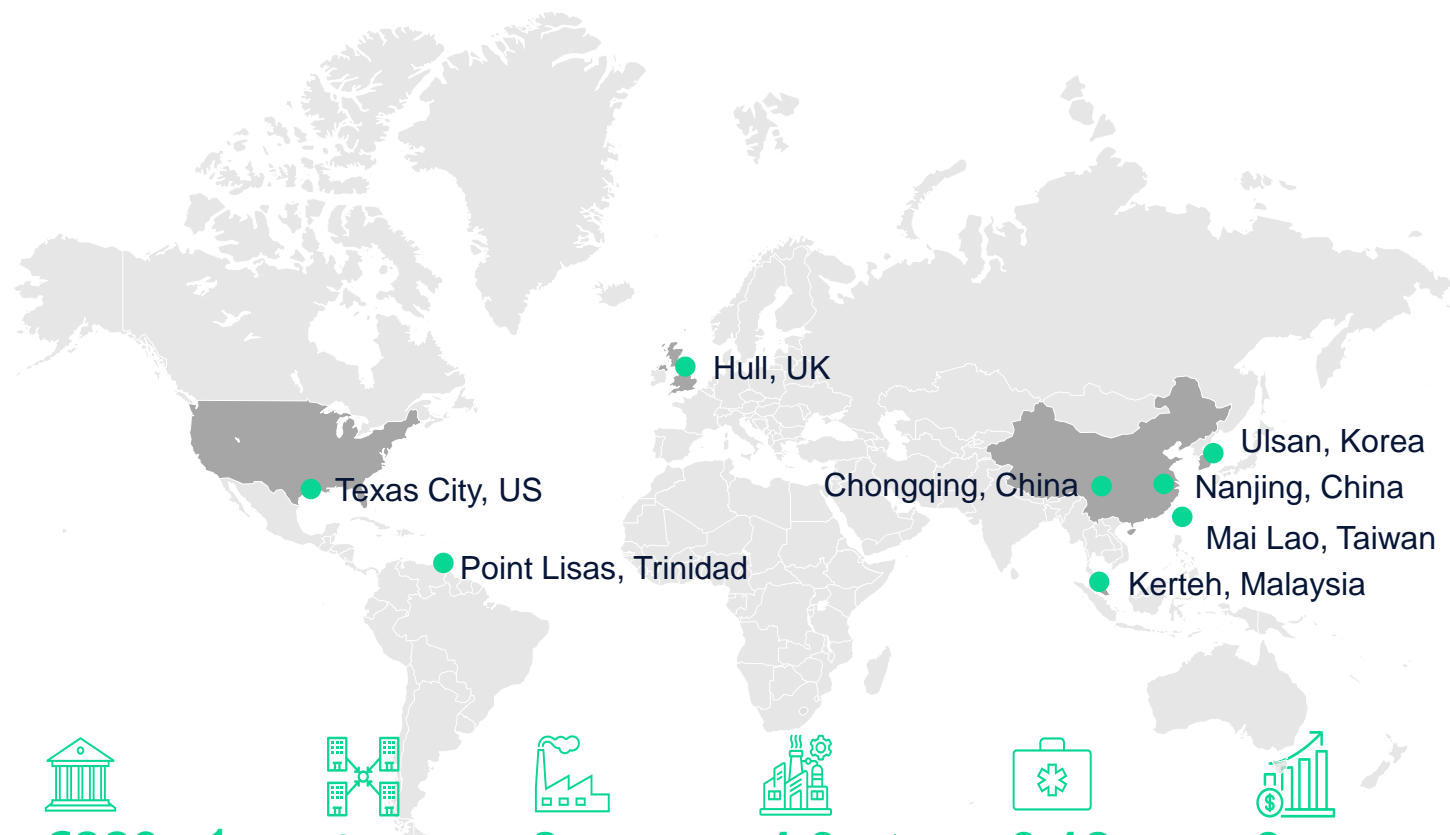 Hull, UK
Ulsan, Korea
Chongqing, China
Nanjing, China
Texas City, US
Mai Lao, Taiwan
Point Lisas, Trinidad
Kerteh, Malaysia
$